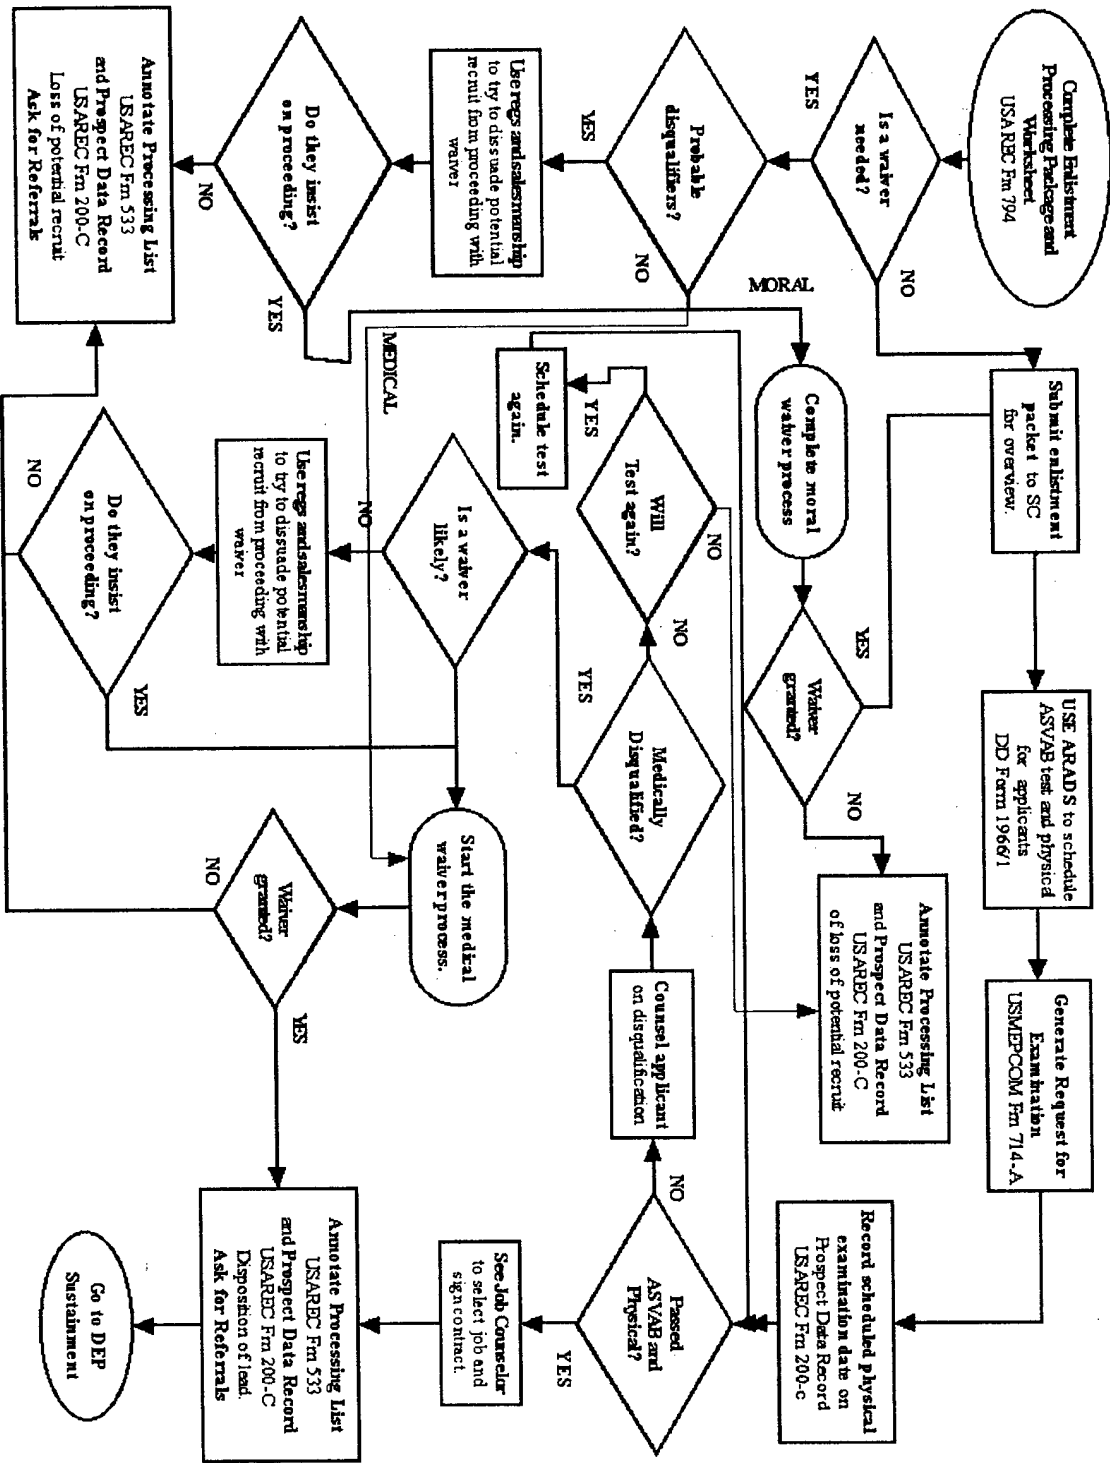 Complete Enlistment
Processing Package and
Worksheet
USAREC Fm 794
Is a waiver
needed?
YES
NO
Probable
disqualifiers?
YES
NO
Use regs and salesmanship
to try to dissuade potential
recruit from proceeding with
waiver
Do they insist
on proceeding?
NO
YES
Annotate Processing List
USAREC Fm 533
and Prospect Data Record
USAREC Fm 200-C
Loss of potential recruit
Ask for Referrals
MORAL
MEDICAL
Submit enlistment
packet to SC
for overview.
Complete moral
waiver process
Waiver
granted?
YES
NO
Schedule test
again.
YES
Will
Test again?
NO
NO
Is a waiver
likely?
NO
Use regs and salesmanship
to try to dissuade potential
recruit from proceeding with
waiver
Do they insist
on proceeding?
NO
YES
USE ARADS to schedule
ASVAB test and physical
for applicants
DD Form 1966/1
Medically
Disqualified?
YES
Start the medical
waiver process.
Waiver
granted?
NO
YES
Annotate Processing List
USAREC Fm 533
and Prospect Data Record
USAREC Fm 200-C
of loss of potential recruit
Counsel applicant
on disqualification
Generate Request for
Examination
USMEPCOM Fm 714-A
Record scheduled physical
examination date on
Prospect Data Record
USAREC Fm 200-c
Passed
ASVAB and
Physical?
NO
YES
See Job Counselor
to select job and
sign contract.
Annotate Processing List
USAREC Fm 533
and Prospect Data Record
USAREC Fm 200-C
Disposition of lead.
Ask for Referrals
Go to DEP
Sustainment